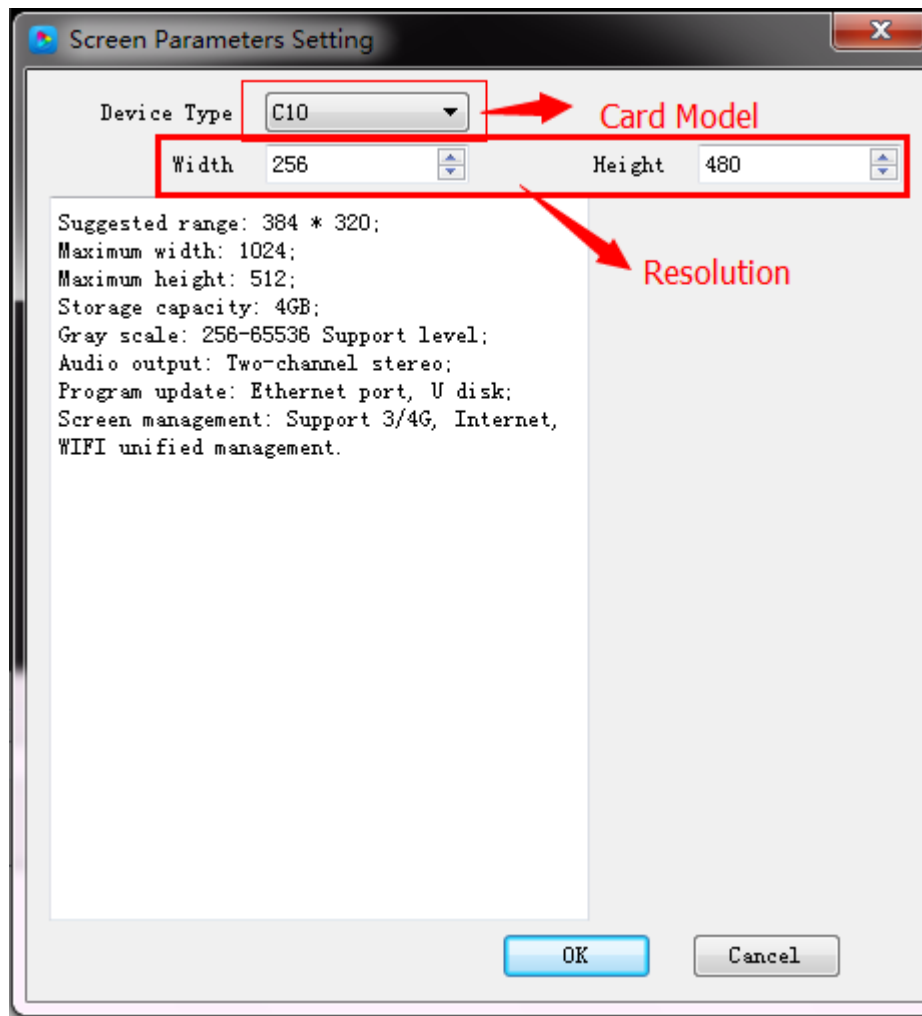 Screen Parameters Setting
x
Device Type C10 Card Model
Width 256 Height 480
Suggested range: 384 * 320;
Maximum width: 1024;
Maximum height: 512;
Resolution
Storage capacity: 4GB;
Gray scale: 256-65536 Support level;
Audio output: Two-channel stereo;
Program update: Ethernet port, U disk;
Screen management: Support 3/4G, Internet,
WIFI unified management.
OK Cancel